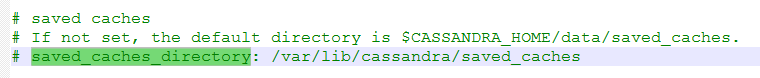 # saved caches
# If not set, the default directory is $CASSANDRA_HOME/data/saved_caches.
# saved_caches_directory: /var/lib/cassandra/saved_caches